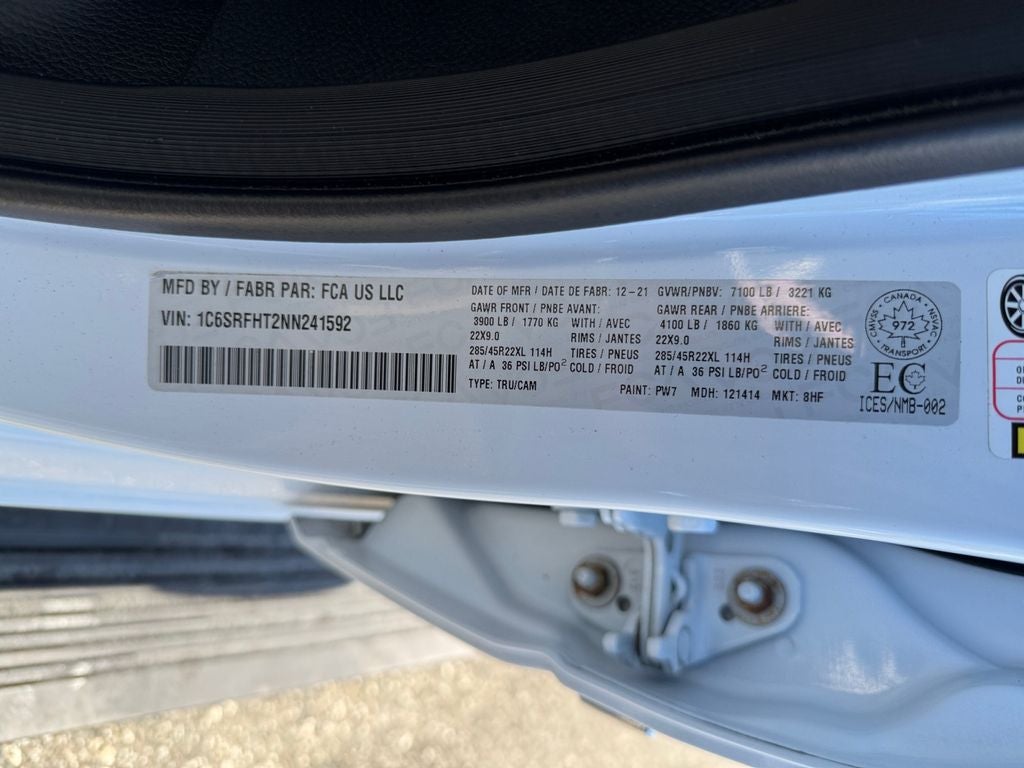 MFD BY / FABR PAR: FCA US LLC
VIN: 1C6SRFHT2NN241592
DATE OF MFR / DATE DE FABR: 12-21
GAWR FRONT / PNBE AVANT:
3900 LB / 1770 KG WITH / AVEC
22X9.0 RIMS / JANTES
285/45R22XL 114H TIRES / PNEUS
AT / A 36 PSI LB/PO² COLD / FROID
TYPE: TRU/CAM
GVWR/PNBV: 7100 LB / 3221 KG
GAWR REAR / PNBE ARRIERE:
4100 LB / 1860 KG WITH / AVEC
22X9.0 RIMS / JANTES
285/45R22XL 114H TIRES / PNEUS
AT / A 36 PSI LB/PO² COLD / FROID
PAINT: PW7 MDH: 121414 MKT: 8HF
CANADA
CMVSS 972 NSVAC
TRANSPORT
EC
ICES/NMB-002